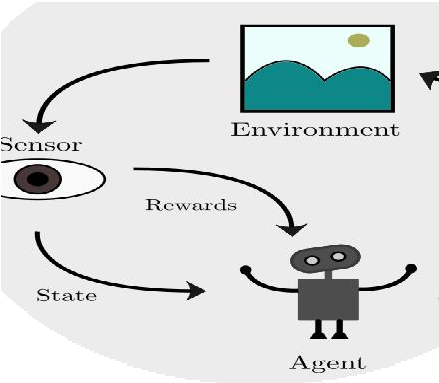 Environment
Sensor
Rewards
State
Agent